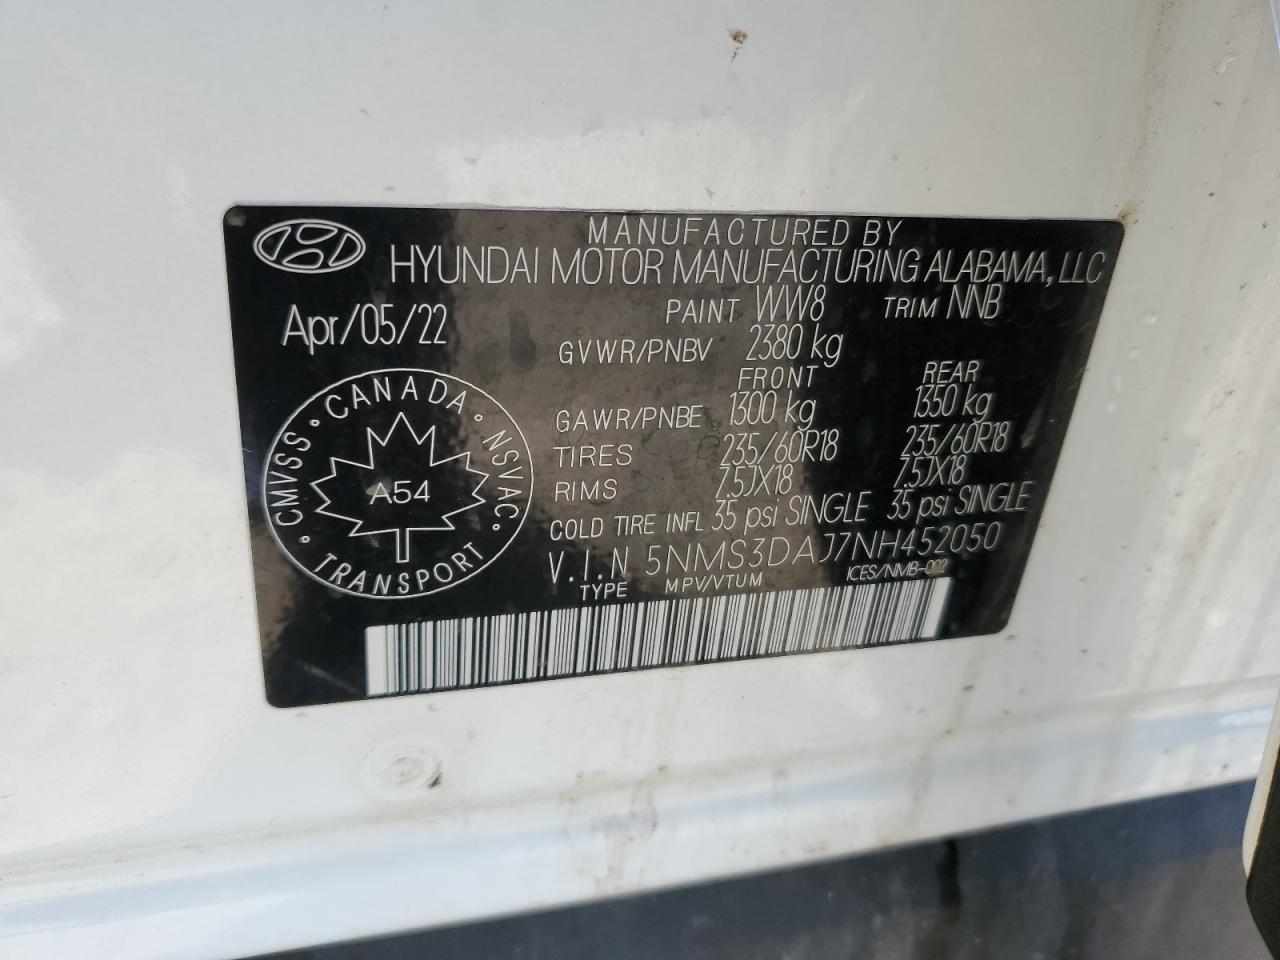 MANUFACTURED BY
HYUNDAI MOTOR MANUFACTURING ALABAMA, LLC
Apr/05/22
PAINT WW8 TRIM NNB
GVWR/PNBV 2380 kg
FRONT REAR
GAWR/PNBE 1300 kg 1350 kg
TIRES 235/60R18 235/60R18
RIMS 7.5JX18 7.5JX18
COLD TIRE INFL 35 psi SINGLE 35 psi SINGLE
V.I.N 5NMS3DAJ7NH452050
TYPE MPV/VTUM ICES/NMB-002
CMVSS · CANADA · NSVAC · TRANSPORT ·
A54